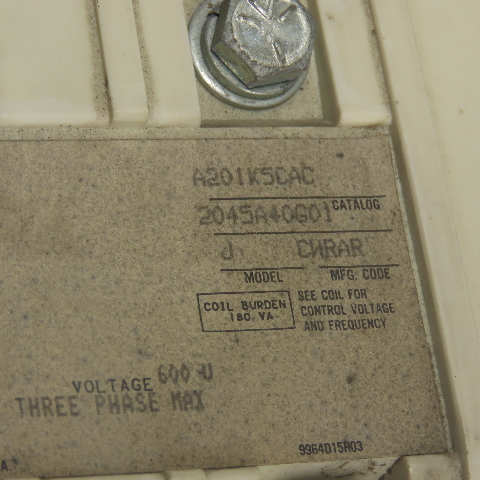 A201K5CAC
2045A40G01 CATALOG
J CWRAR
MODEL MFG. CODE
COIL BURDEN
180 VA
SEE COIL FOR
CONTROL VOLTAGE
AND FREQUENCY
VOLTAGE 600 V
THREE PHASE MAX
9964D15H03
A